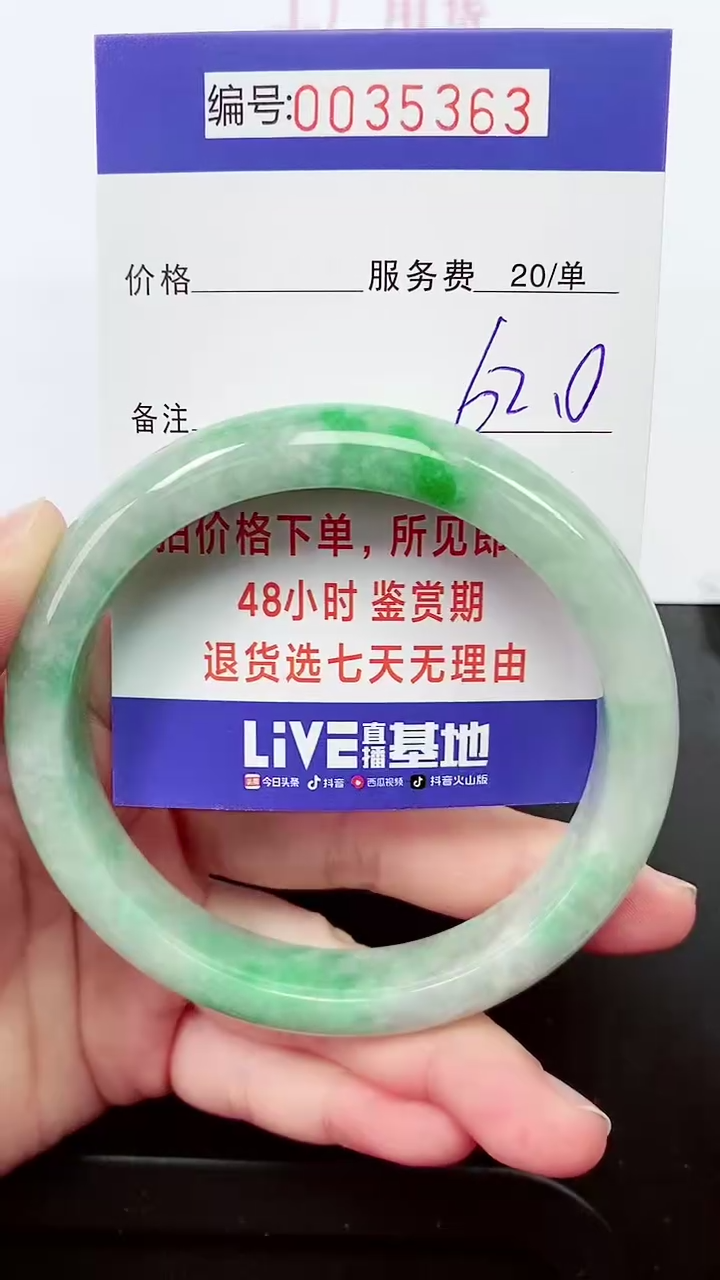 编号:0035363
价格 服务费 20/单
备注 62.0
拍价格下单，所见即
48小时 鉴赏期
退货选七天无理由
LiVE直播基地
今日头条 抖音 西瓜视频 抖音火山版